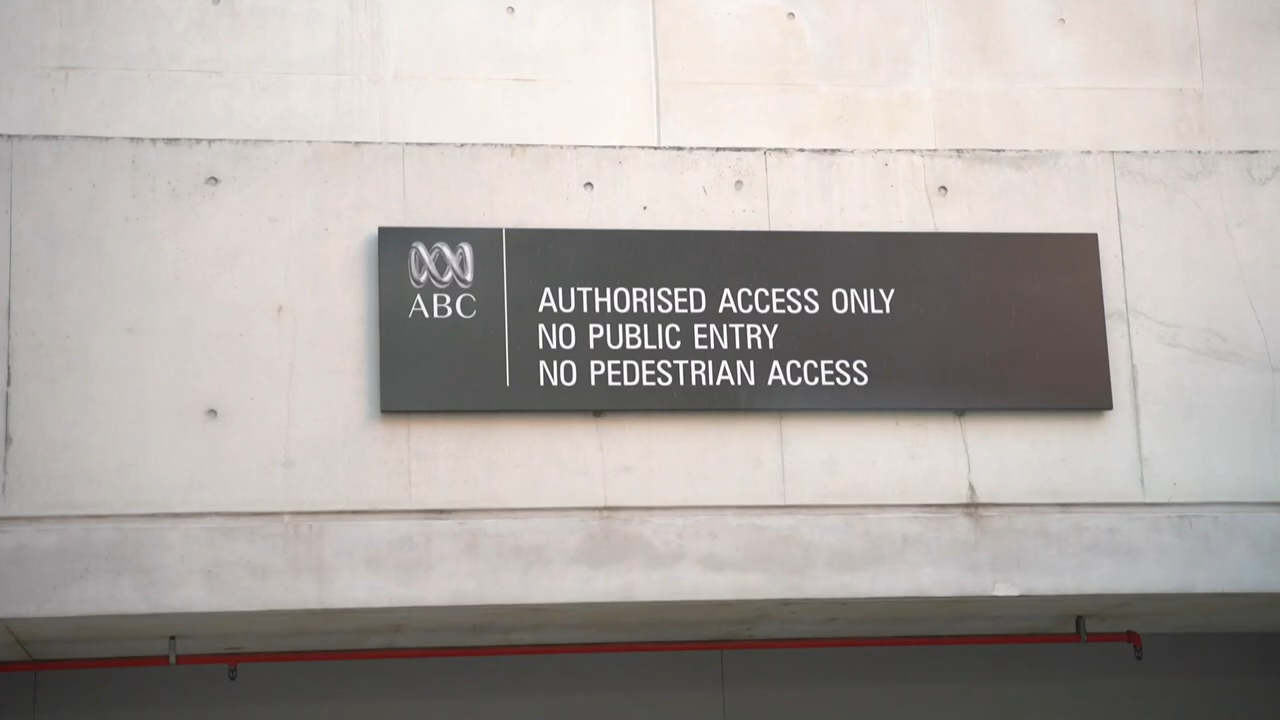 ABC
AUTHORISED ACCESS ONLY
NO PUBLIC ENTRY
NO PEDESTRIAN ACCESS